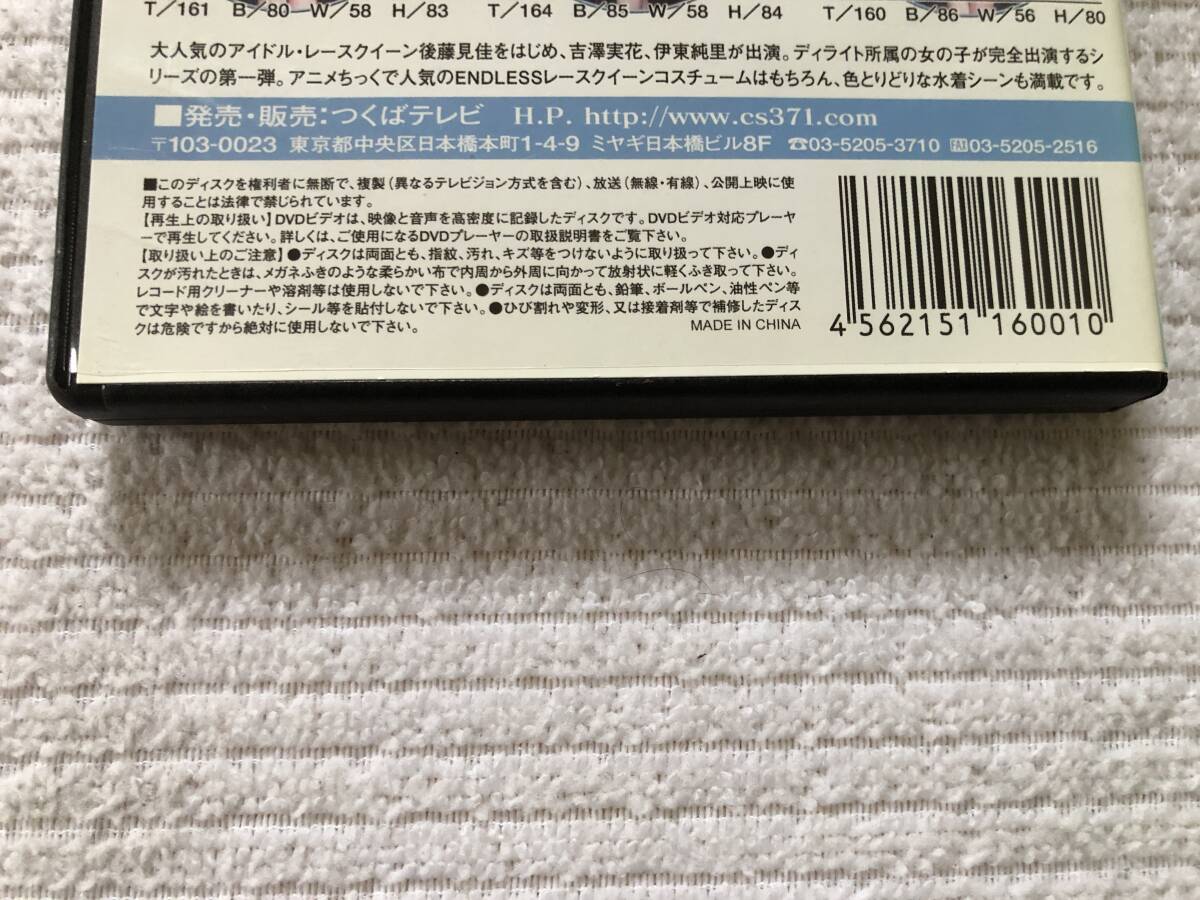 T/161 B/80 W/58 H/83 T/164 B/85 W/58 H/84 T/160 B/86 W/56 H/80
大人気のアイドル・レースクイーン後藤見佳をはじめ、吉澤実花、伊東純里が出演。ディライト所属の女の子が完全出演するシ
リーズの第一弾。アニメちっくで人気のENDLESSレースクイーンコスチュームはもちろん、色とりどりな水着シーンも満載です。
■発売・販売：つくばテレビ H.P. http://www.cs371.com
〒103-0023 東京都中央区日本橋本町1-4-9 ミヤギ日本橋ビル8F ☎03-5205-3710 FAX03-5205-2516
■このディスクを権利者に無断で、複製（異なるテレビジョン方式を含む）、放送（無線・有線）、公開上映に使
用することは法律で禁じられています。
【再生上の取り扱い】DVDビデオは、映像と音声を高密度に記録したディスクです。DVDビデオ対応プレーヤ
ーで再生してください。詳しくは、ご使用になるDVDプレーヤーの取扱説明書をご覧下さい。
【取り扱い上のご注意】●ディスクは両面とも、指紋、汚れ、キズ等をつけないように取り扱って下さい。●ディ
スクが汚れたときは、メガネふきのような柔らかい布で内周から外周に向かって放射状に軽くふき取って下さい。
レコード用クリーナーや溶剤等は使用しないで下さい。●ディスクは両面とも、鉛筆、ボールペン、油性ペン等
で文字や絵を書いたり、シール等を貼付しないで下さい。●ひび割れや変形、又は接着剤等で補修したディス
クは危険ですから絶対に使用しないで下さい。
MADE IN CHINA
4 562151 160010